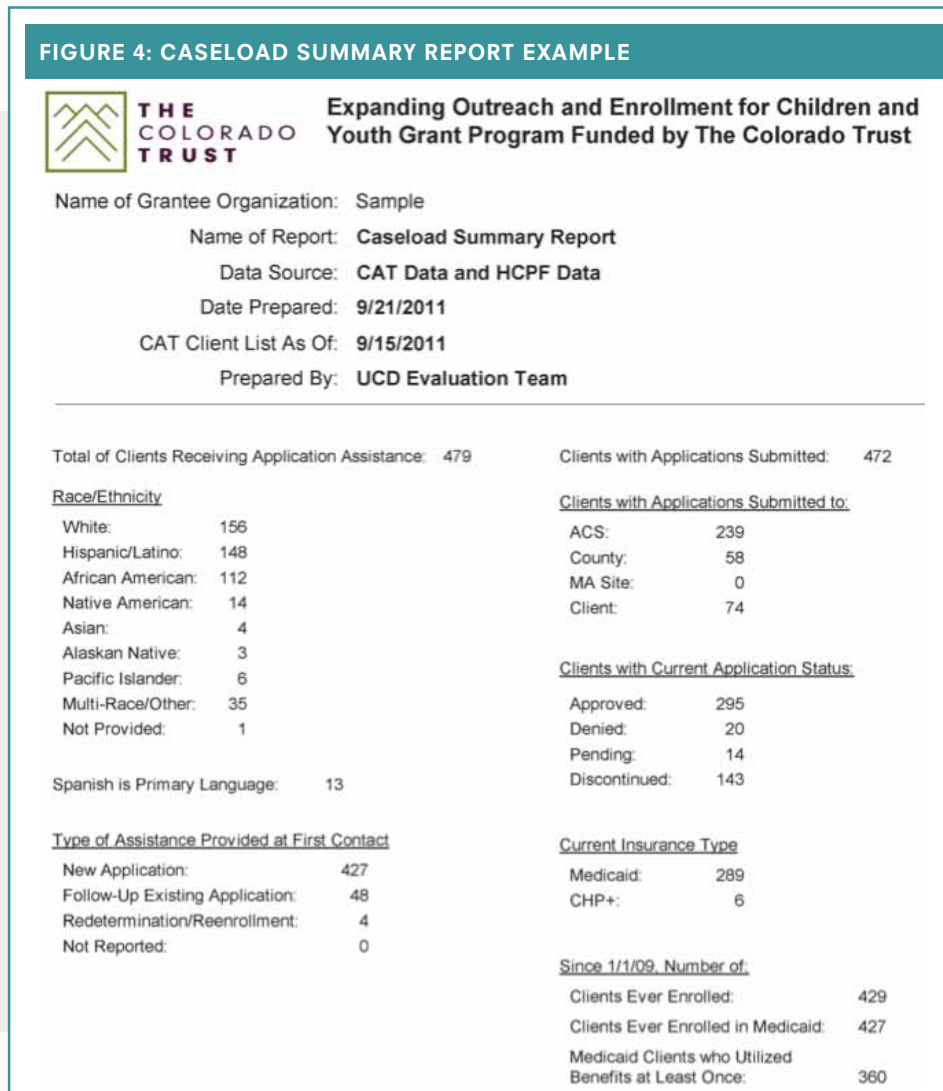 FIGURE 4: CASELOAD SUMMARY REPORT EXAMPLE
THE
COLORADO
TRUST
Expanding Outreach and Enrollment for Children and
Youth Grant Program Funded by The Colorado Trust
Name of Grantee Organization: Sample
Name of Report: Caseload Summary Report
Data Source: CAT Data and HCPF Data
Date Prepared: 9/21/2011
CAT Client List As Of: 9/15/2011
Prepared By: UCD Evaluation Team
Total of Clients Receiving Application Assistance: 479
Race/Ethnicity
White: 156
Hispanic/Latino: 148
African American: 112
Native American: 14
Asian: 4
Alaskan Native: 3
Pacific Islander: 6
Multi-Race/Other: 35
Not Provided: 1
Spanish is Primary Language: 13
Type of Assistance Provided at First Contact
New Application: 427
Follow-Up Existing Application: 48
Redetermination/Reenrollment: 4
Not Reported: 0
Clients with Applications Submitted: 472
Clients with Applications Submitted to:
ACS: 239
County: 58
MA Site: 0
Client: 74
Clients with Current Application Status:
Approved: 295
Denied: 20
Pending: 14
Discontinued: 143
Current Insurance Type
Medicaid: 289
CHP+: 6
Since 1/1/09, Number of:
Clients Ever Enrolled: 429
Clients Ever Enrolled in Medicaid: 427
Medicaid Clients who Utilized
Benefits at Least Once: 360